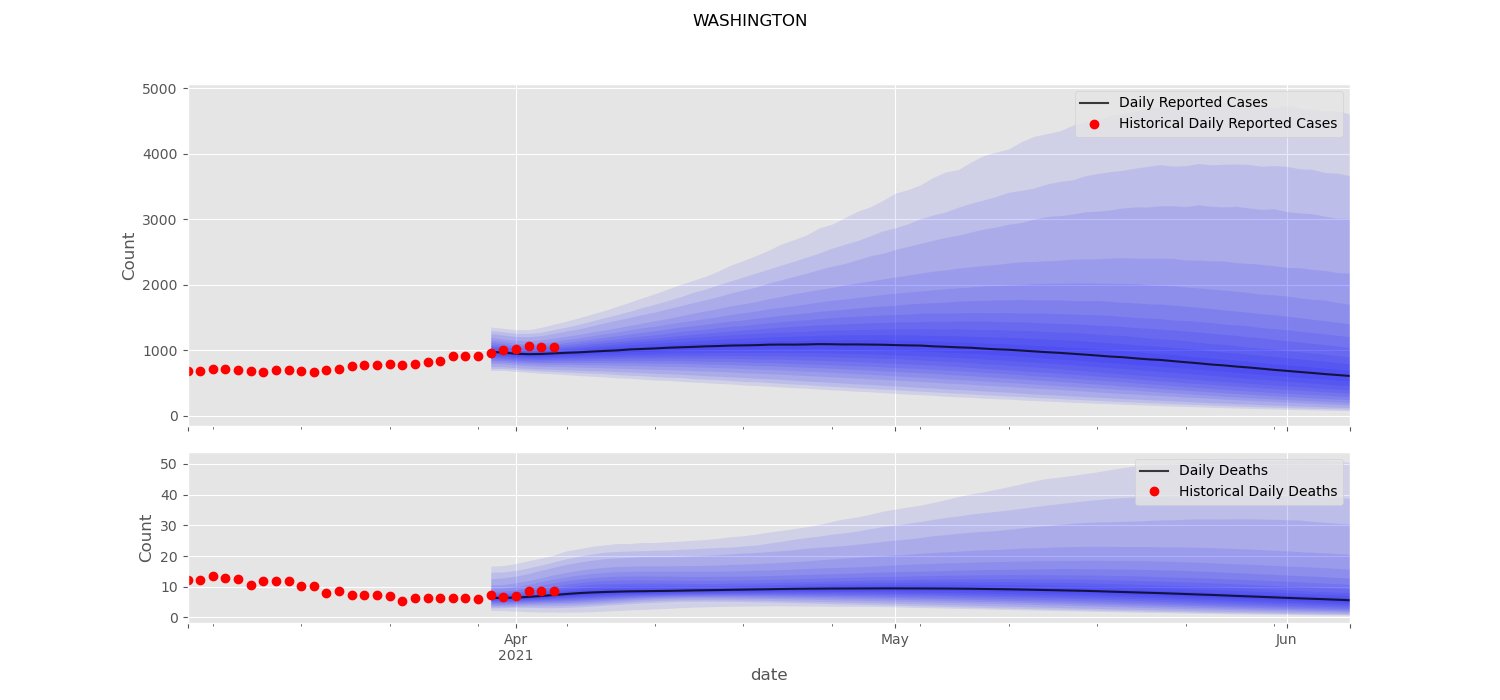 WASHINGTON
5000
4000
3000
2000
1000
0
Count
Daily Reported Cases
Historical Daily Reported Cases
50
40
30
20
10
0
Count
Daily Deaths
Historical Daily Deaths
Apr
2021
May
Jun
date